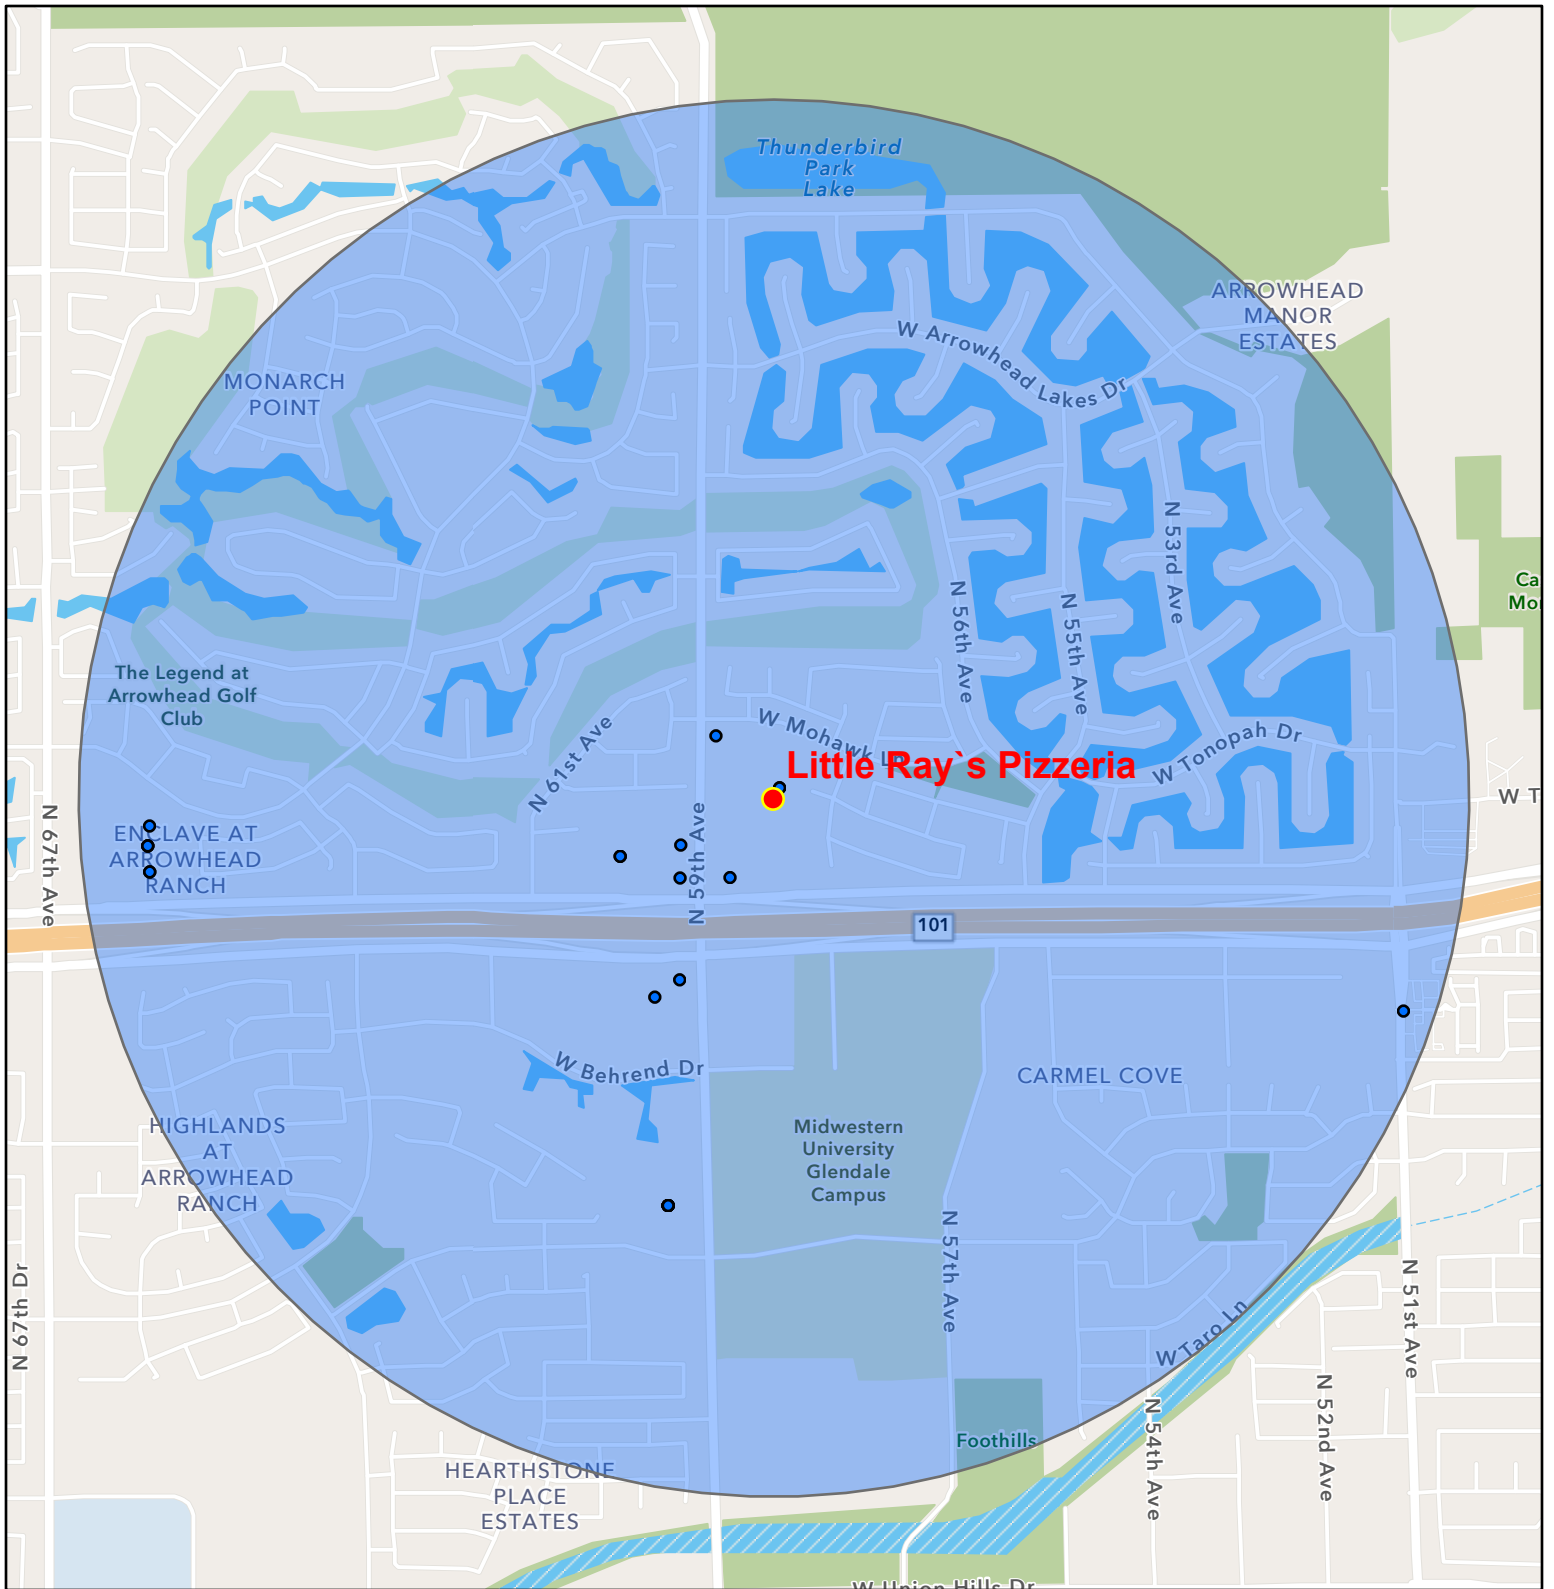 Thunderbird
Park
Lake
ARROWHEAD
MANOR
ESTATES
W Arrowhead Lakes Dr
MONARCH
POINT
N 53rd Ave
N 56th Ave
N 55th Ave
Ca
Mo
The Legend at
Arrowhead Golf
Club
N 61st Ave
W Mohawk Ln
W Tonopah Dr
Little Ray`s Pizzeria
W T
N 67th Ave
N 59th Ave
ENCLAVE AT
ARROWHEAD
RANCH
101
W Behrend Dr
CARMEL COVE
HIGHLANDS
AT
ARROWHEAD
RANCH
Midwestern
University
Glendale
Campus
N 57th Ave
N 67th Dr
N 51st Ave
W Taro Ln
N 54th Ave
N 52nd Ave
Foothills
HEARTHSTONE
PLACE
ESTATES
W Union Hills Dr